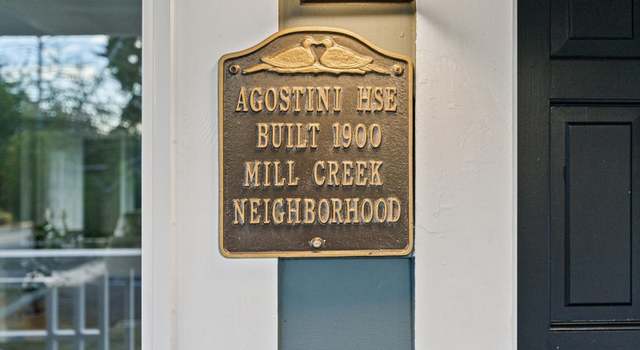 AGOSTINI HSE
BUILT 1900
MILL CREEK
NEIGHBORHOOD